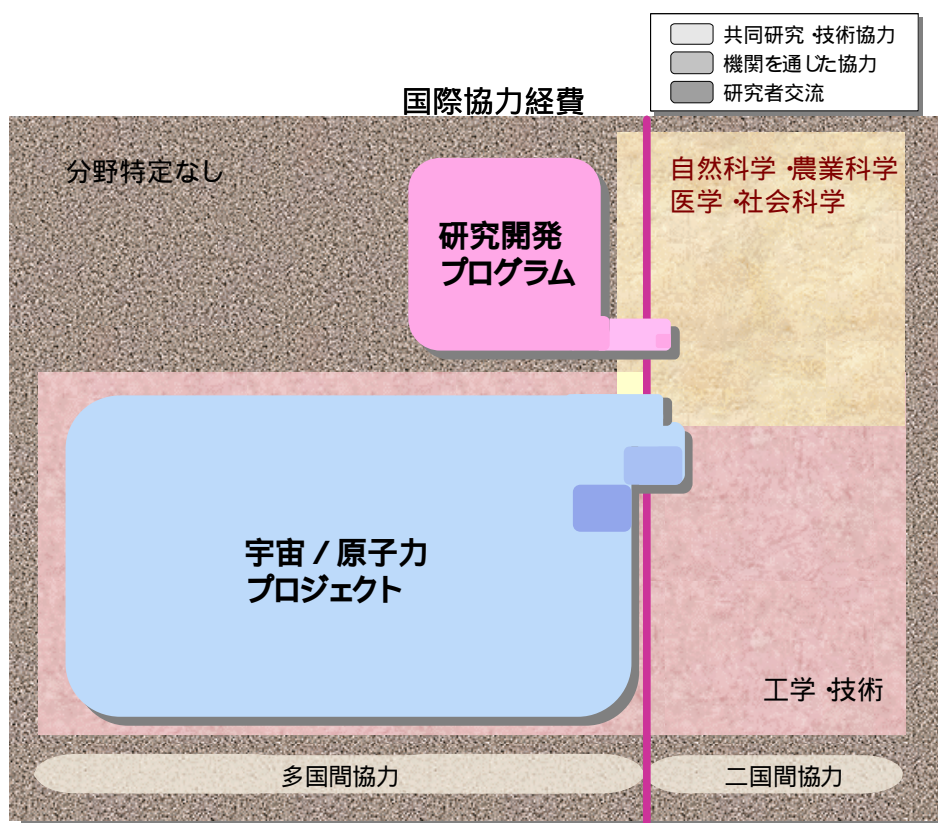 共同研究・技術協力
機関を通じた協力
研究者交流
国際協力経費
分野特定なし
自然科学・農業科学
医学・社会科学
研究開発
プログラム
宇宙/原子力
プロジェクト
工学・技術
多国間協力
二国間協力